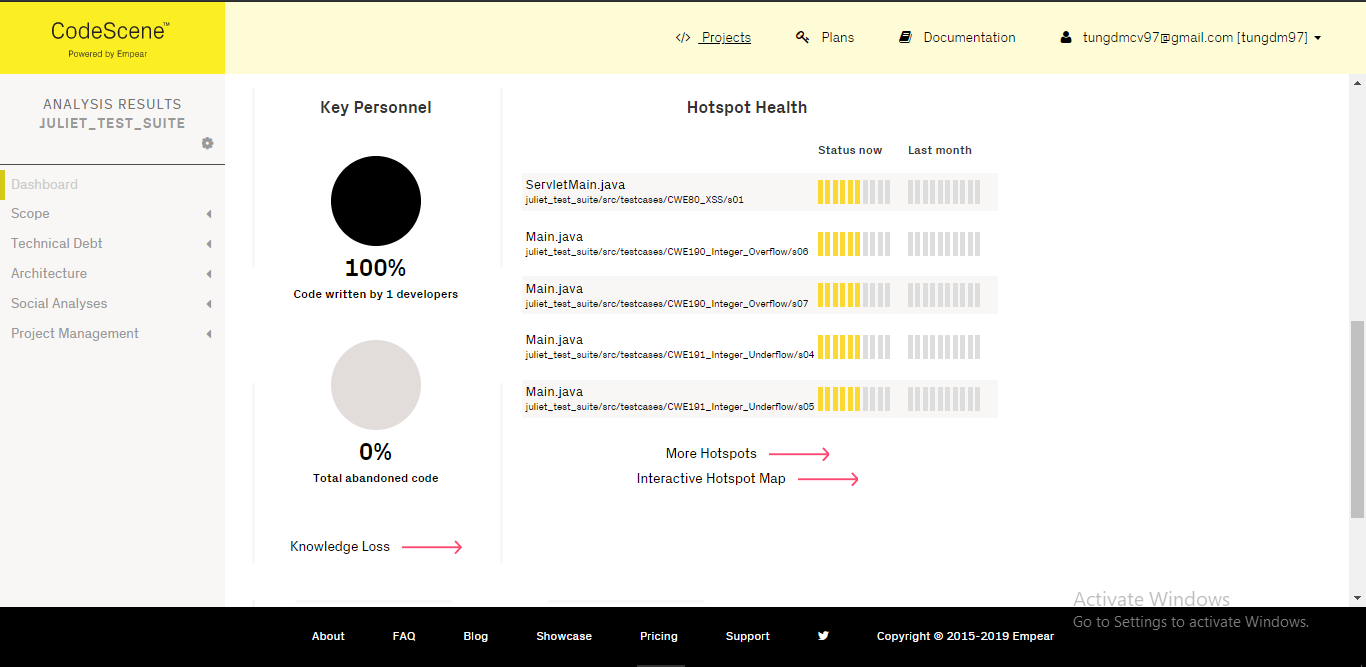 CodeScene™
Powered by Empear
Projects
Plans
Documentation
tungdmcv97@gmail.com [tungdm97]
ANALYSIS RESULTS
JULIET_TEST_SUITE
Dashboard
Scope
Technical Debt
Architecture
Social Analyses
Project Management
Key Personnel
100%
Code written by 1 developers
0%
Total abandoned code
Knowledge Loss
Hotspot Health
Status now Last month
ServletMain.java
juliet_test_suite/src/testcases/CWE80_XSS/s01
Main.java
juliet_test_suite/src/testcases/CWE190_Integer_Overflow/s06
Main.java
juliet_test_suite/src/testcases/CWE190_Integer_Overflow/s07
Main.java
juliet_test_suite/src/testcases/CWE191_Integer_Underflow/s04
Main.java
juliet_test_suite/src/testcases/CWE191_Integer_Underflow/s05
More Hotspots
Interactive Hotspot Map
Activate Windows
Go to Settings to activate Windows.
About FAQ Blog Showcase Pricing Support Copyright © 2015-2019 Empear